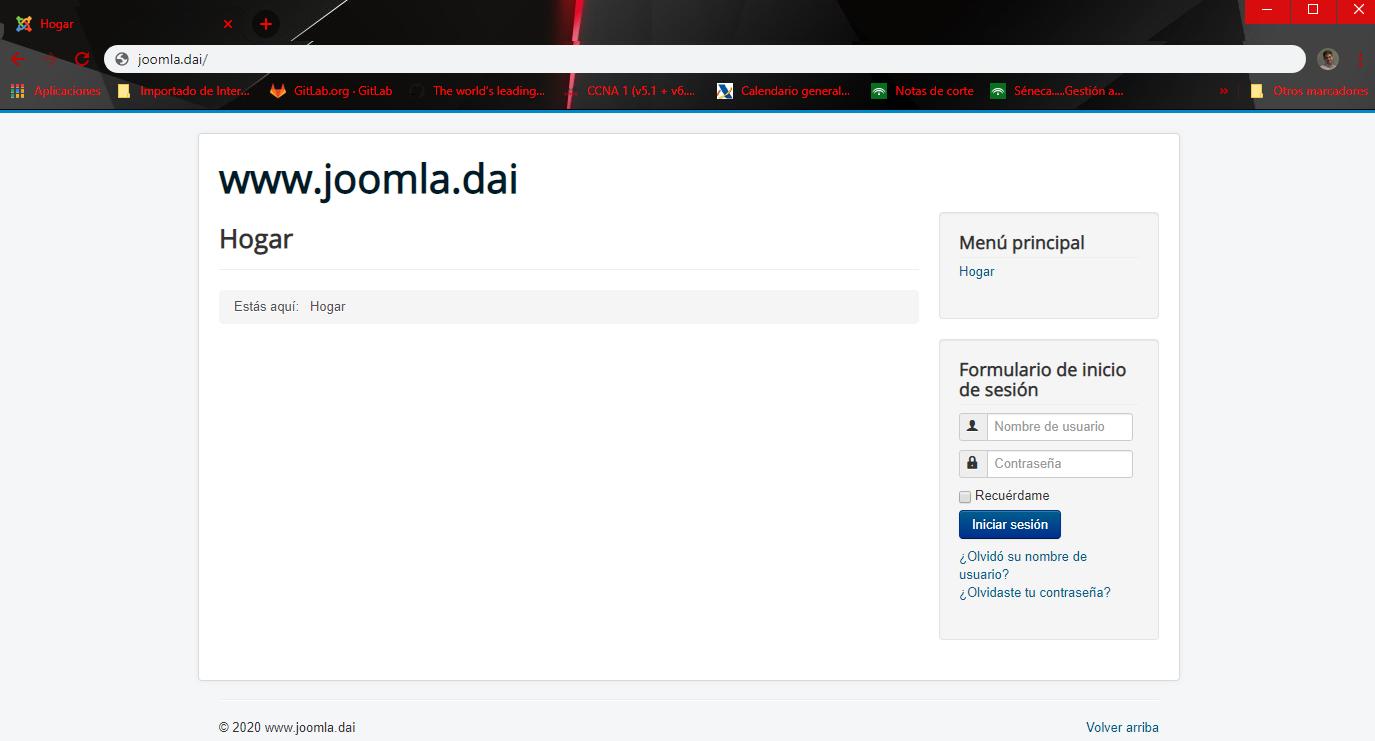 Hogar
joomla.dai/
Aplicaciones
Importado de Inter...
GitLab.org · GitLab
The world's leading...
CCNA 1 (v5.1 + v6....
Calendario general,...
Notas de corte
Séneca.....Gestión a...
»
Otros marcadores
www.joomla.dai
Hogar
Estás aquí: Hogar
Menú principal
Hogar
Formulario de inicio
de sesión
Nombre de usuario
Contraseña
Recuérdame
Iniciar sesión
¿Olvidó su nombre de
usuario?
¿Olvidaste tu contraseña?
© 2020 www.joomla.dai
Volver arriba